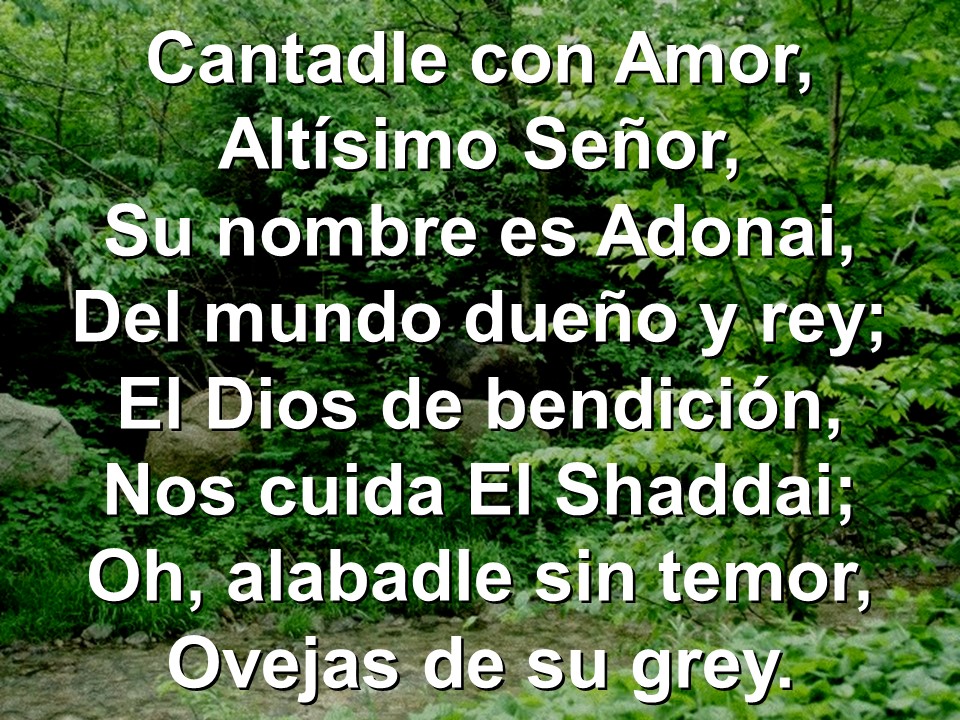 Cantadle con Amor,
Altísimo Señor,
Su nombre es Adonai,
Del mundo dueño y rey;
El Dios de bendición,
Nos cuida El Shaddai;
Oh, alabadle sin temor,
Ovejas de su grey.